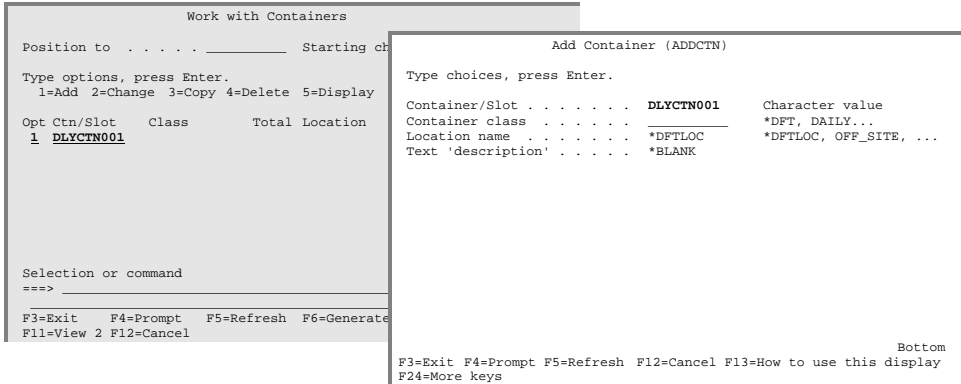 Work with Containers
Position to . . . . . __________ Starting ch
Type options, press Enter.
1=Add 2=Change 3=Copy 4=Delete 5=Display
Opt Ctn/Slot Class Total Location
1 DLYCTN001
Selection or command
===>
F3=Exit F4=Prompt F5=Refresh F6=Generate
F11=View 2 F12=Cancel
Add Container (ADDCTN)
Type choices, press Enter.
Container/Slot . . . . . . . DLYCTN001 Character value
Container class . . . . . . __________ *DFT, DAILY...
Location name . . . . . . . *DFTLOC *DFTLOC, OFF_SITE, ...
Text 'description' . . . . . *BLANK
Bottom
F3=Exit F4=Prompt F5=Refresh F12=Cancel F13=How to use this display
F24=More keys